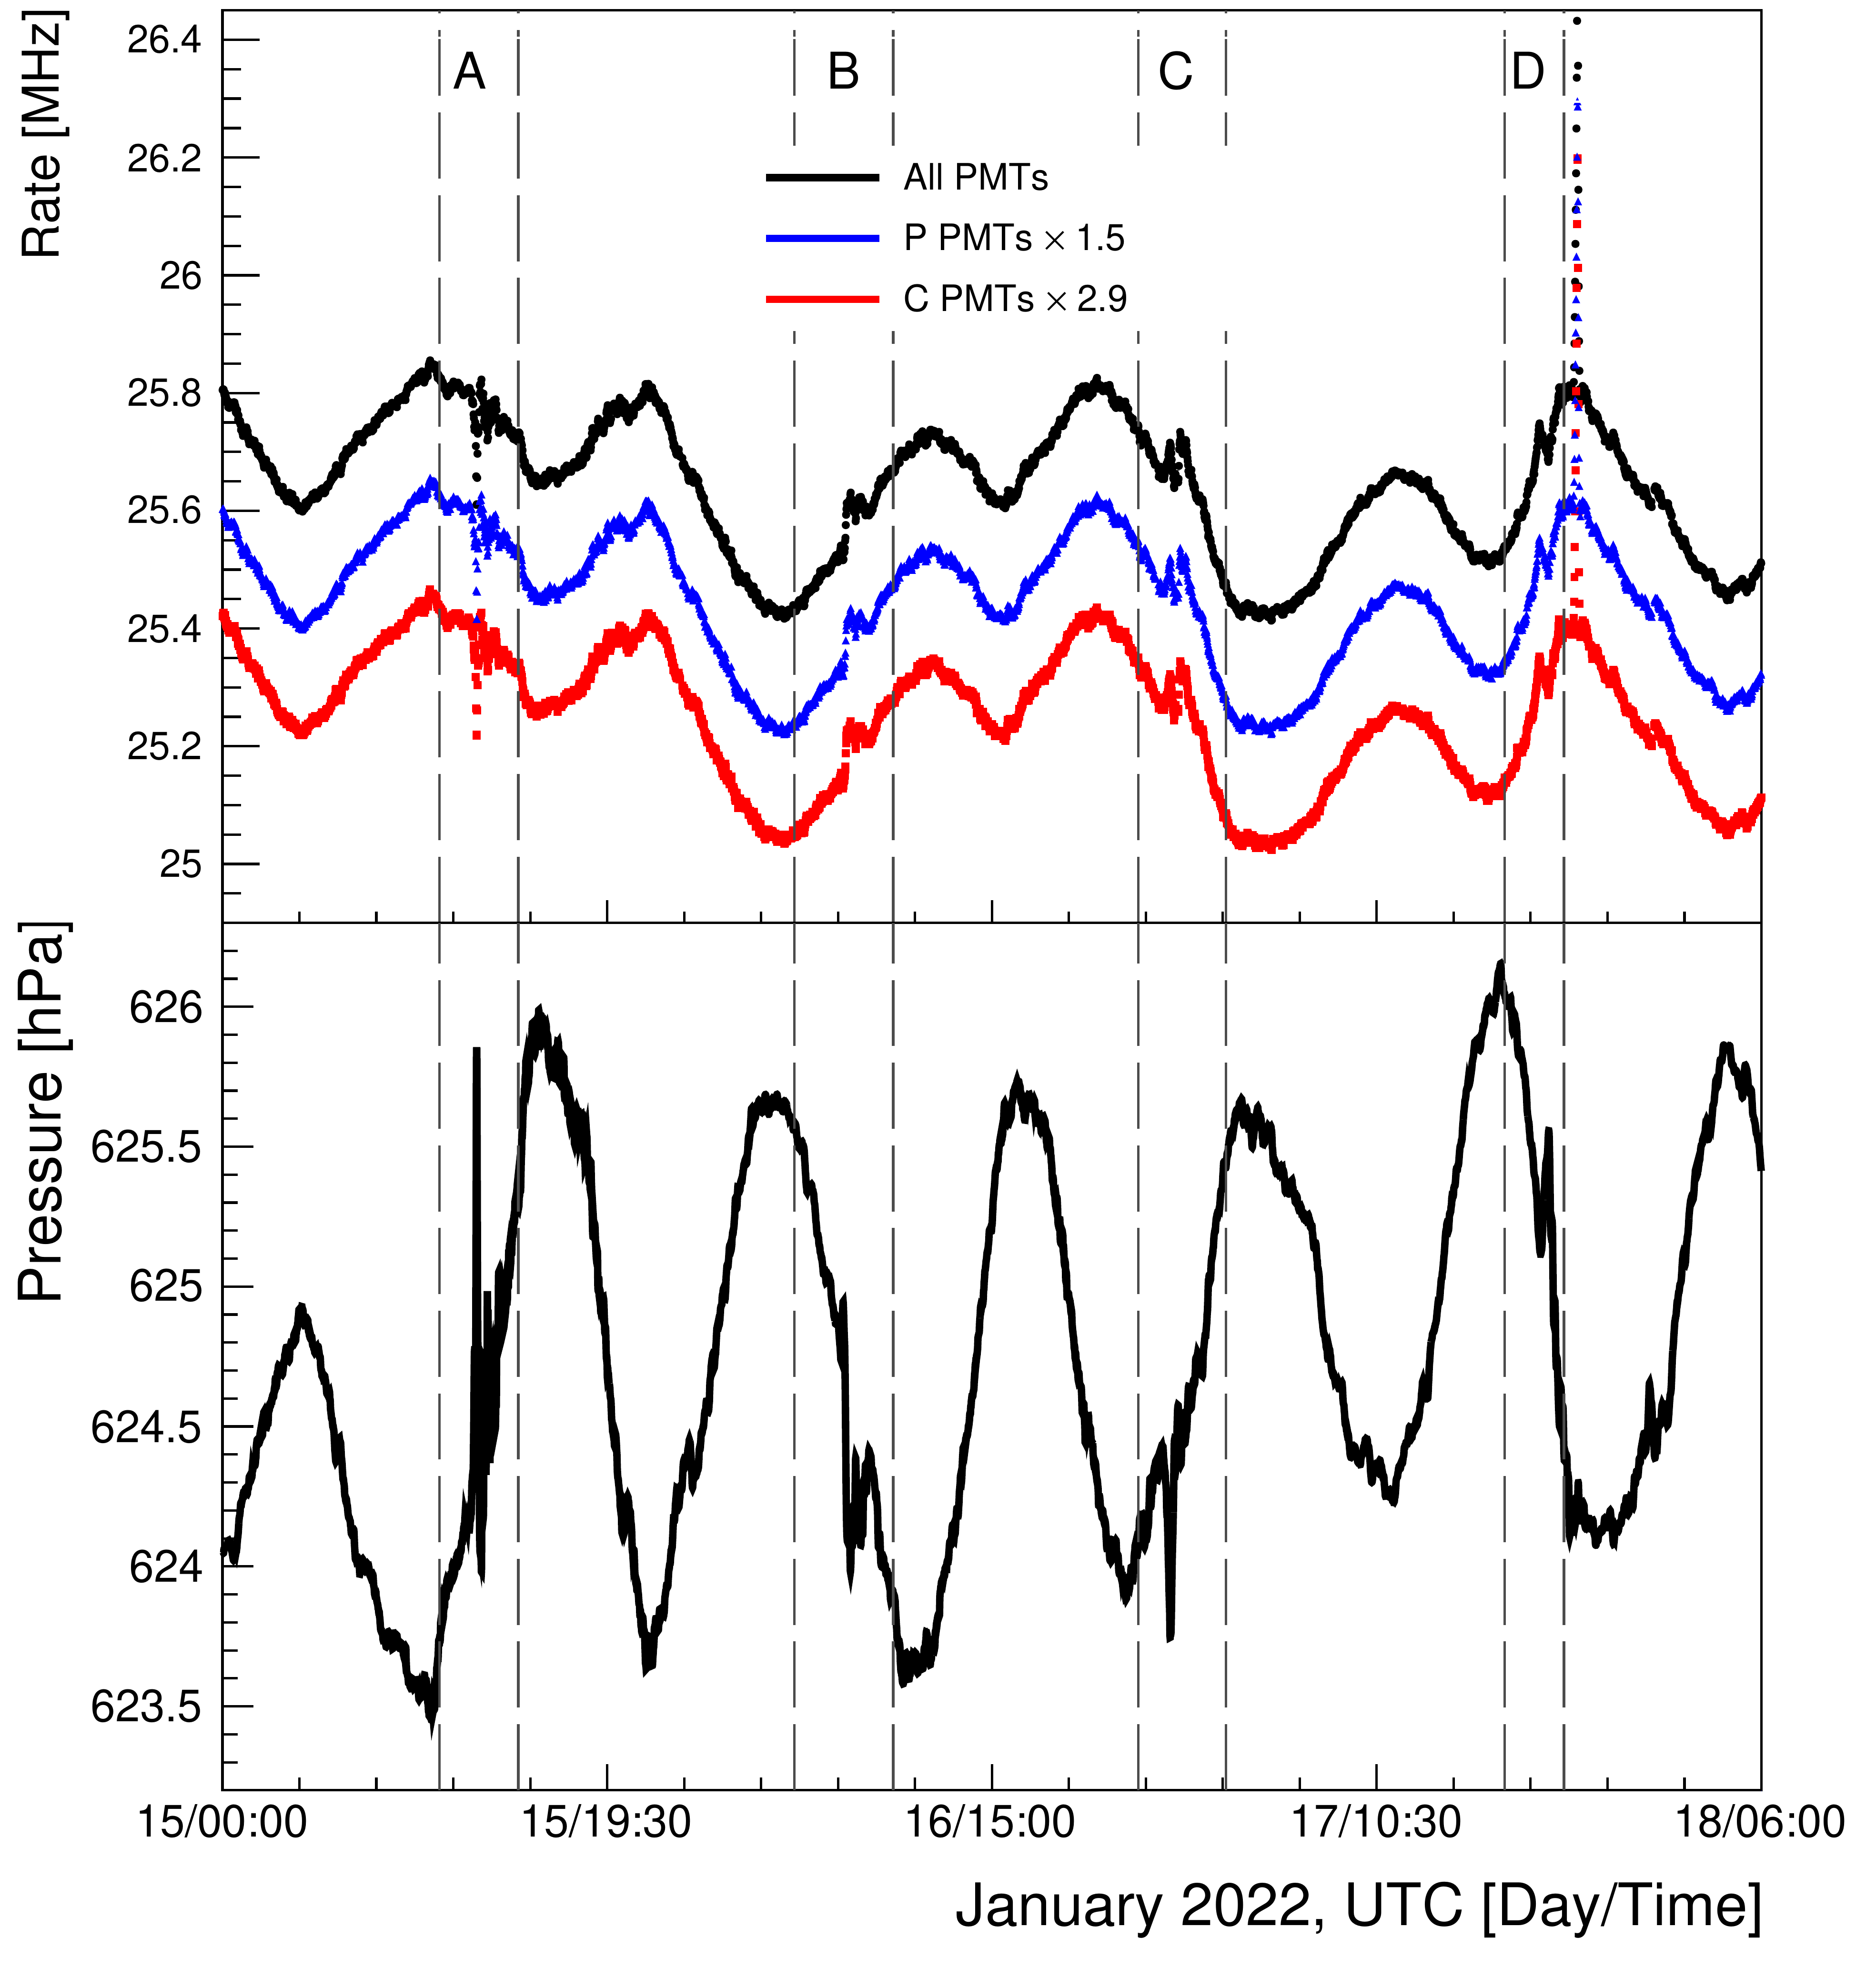 Rate [MHz]
26.4
26.2
26
25.8
25.6
25.4
25.2
25
A
B
C
D
All PMTs
P PMTs × 1.5
C PMTs × 2.9
Pressure [hPa]
626
625.5
625
624.5
624
623.5
15/00:00
15/19:30
16/15:00
17/10:30
18/06:00
January 2022, UTC [Day/Time]